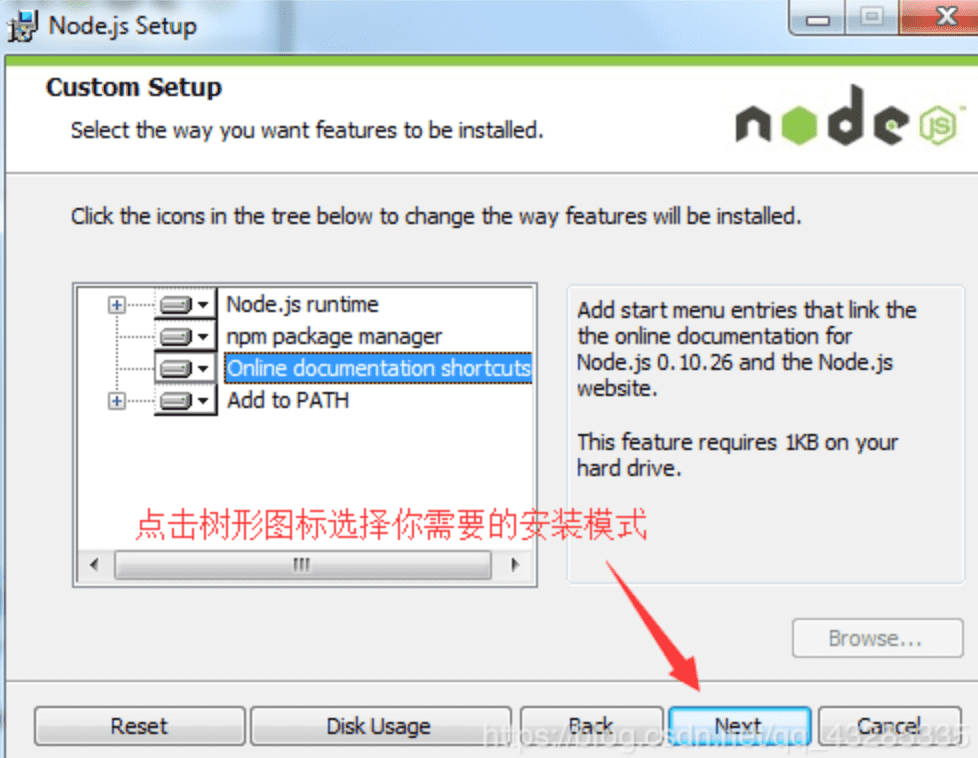 Node.js Setup
Custom Setup
Select the way you want features to be installed.
node
JS
Click the icons in the tree below to change the way features will be installed.
Node.js runtime
npm package manager
Online documentation shortcuts
Add to PATH
Add start menu entries that link the
the online documentation for
Node.js 0.10.26 and the Node.js
website.
This feature requires 1KB on your
hard drive.
点击树形图标选择你需要的安装模式
Browse...
Reset
Disk Usage
Back
Next
Cancel
https://blog.csdn.net/qq_43285335